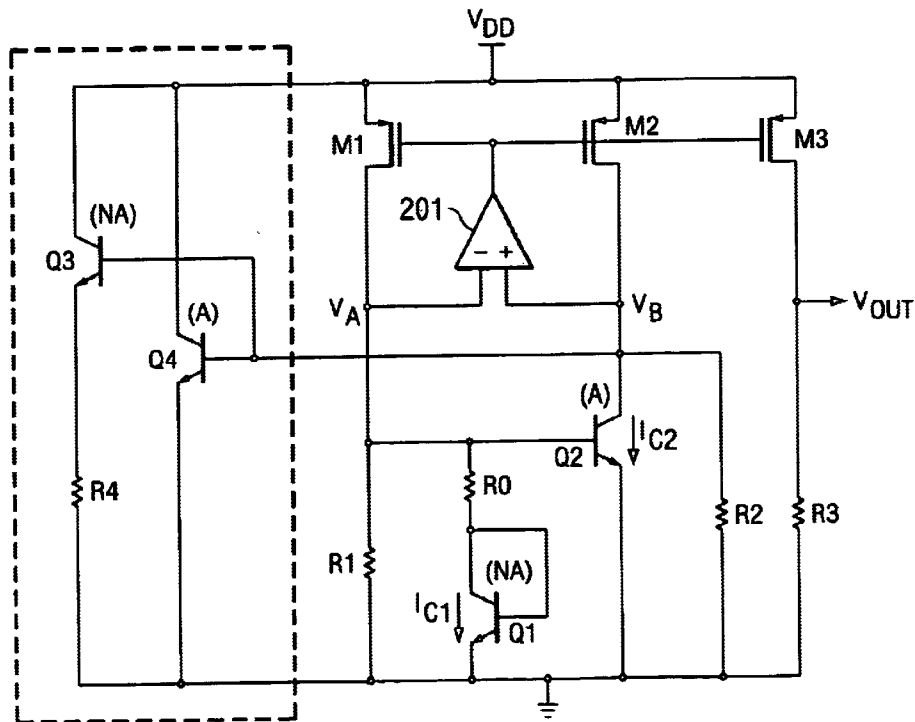 VDD
M1
M2
M3
201
(NA)
Q3
− +
VA
VB
VOUT
(A)
Q4
(A)
Q2
IC2
R0
R4
R2
R3
R1
(NA)
IC1
Q1